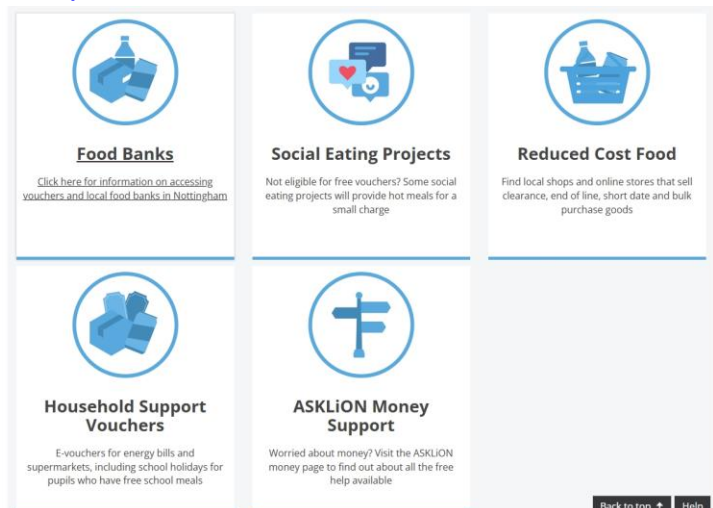 Food Banks
Click here for information on accessing
vouchers and local food banks in Nottingham
Social Eating Projects
Not eligible for free vouchers? Some social
eating projects will provide hot meals for a
small charge
Reduced Cost Food
Find local shops and online stores that sell
clearance, end of line, short date and bulk
purchase goods
Household Support
Vouchers
E-vouchers for energy bills and
supermarkets, including school holidays for
pupils who have free school meals
ASKLiON Money
Support
Worried about money? Visit the ASKLiON
money page to find out about all the free
help available
Back to top
Help